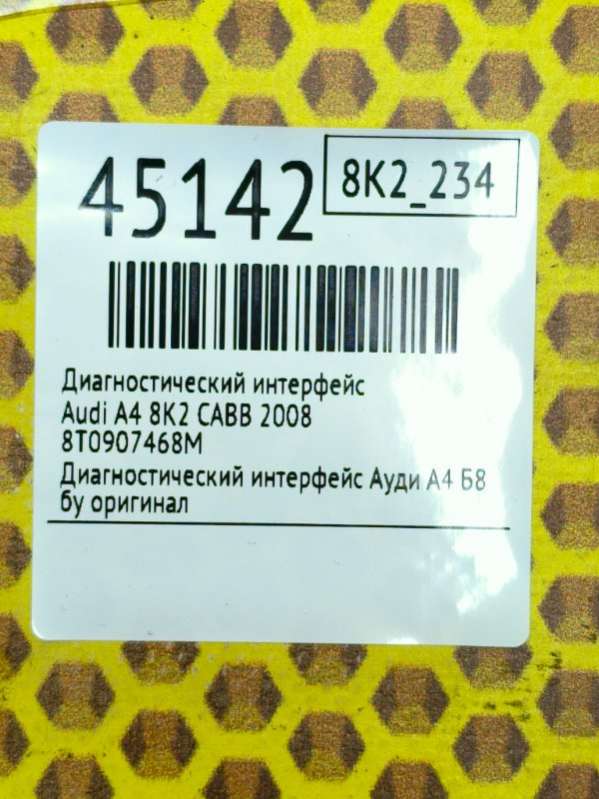 45142
8K2_234
Диагностический интерфейс
Audi A4 8K2 CABB 2008
8T0907468M
Диагностический интерфейс Ауди А4 Б8
бу оригинал